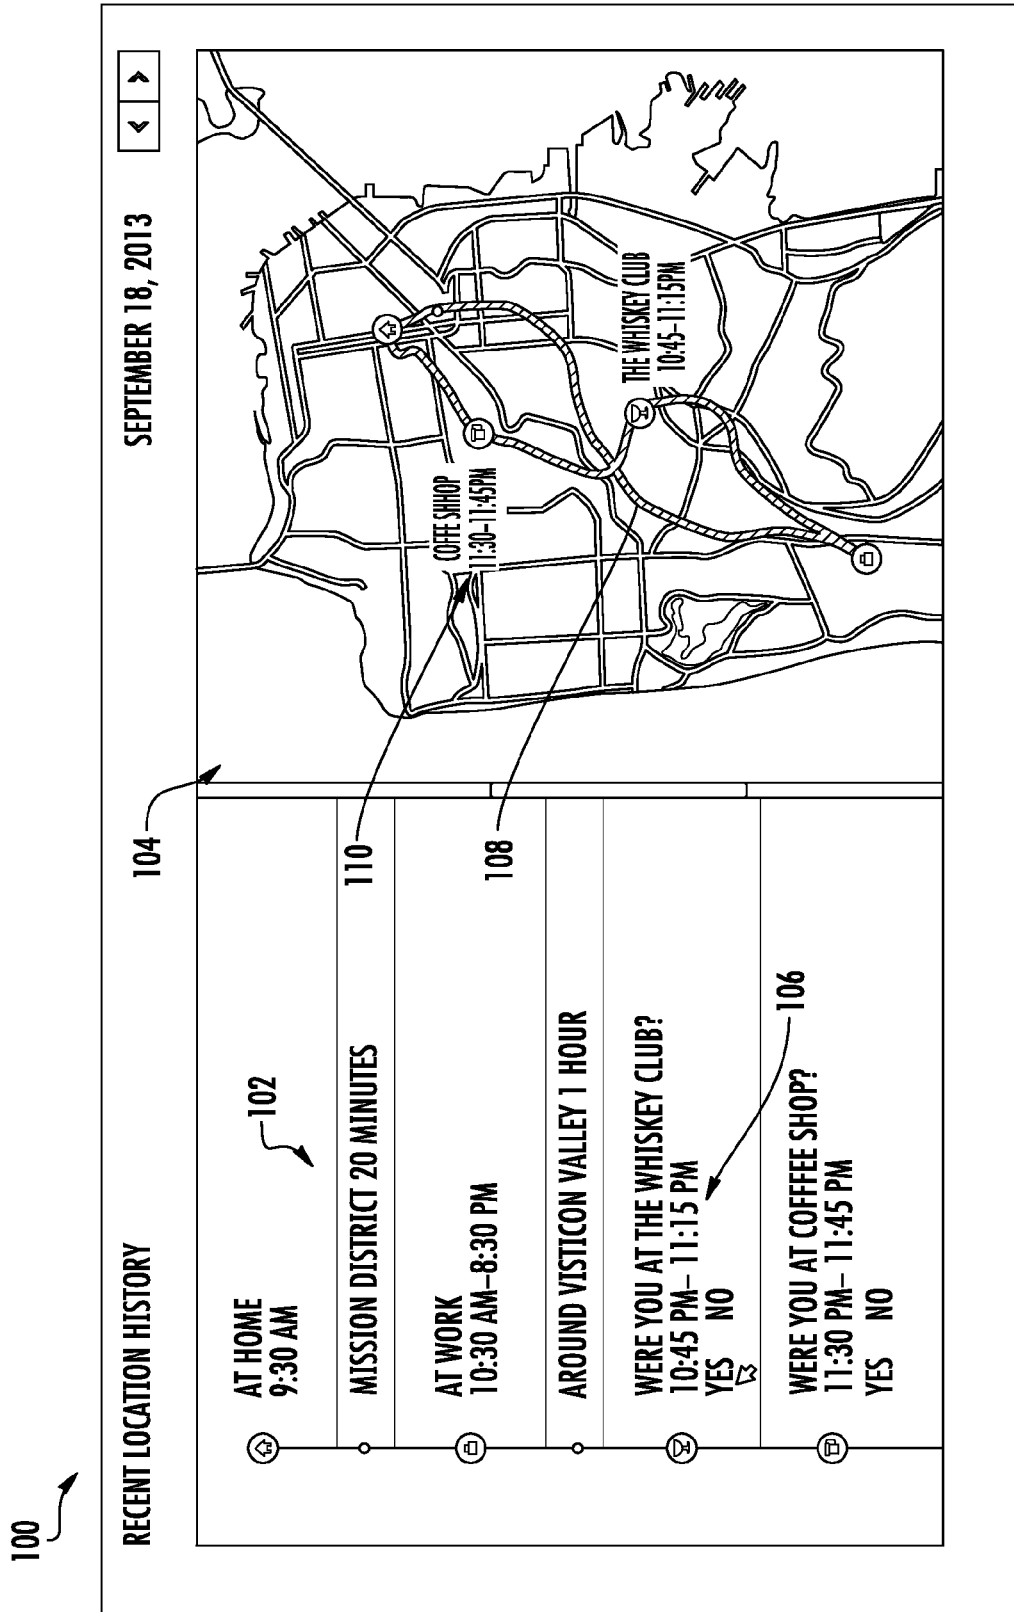 100
RECENT LOCATION HISTORY
SEPTEMBER 18, 2013
102
AT HOME
9:30 AM
MISSION DISTRICT 20 MINUTES
AT WORK
10:30 AM–8:30 PM
AROUND VISTICON VALLEY 1 HOUR
WERE YOU AT THE WHISKEY CLUB?
10:45 PM– 11:15 PM
YES NO
106
WERE YOU AT COFFFEE SHOP?
11:30 PM– 11:45 PM
YES NO
104
110
108
COFFE SHHOP
11:30–11:45PM
THE WHISKEY CLUB
10:45–11:15PM